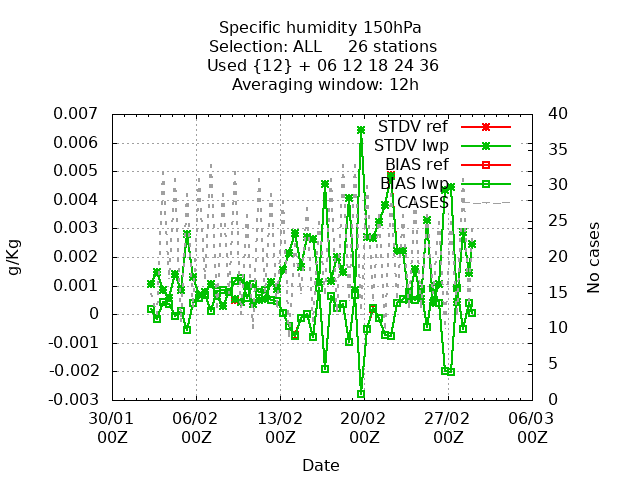 Specific humidity 150hPa
Selection: ALL 26 stations
Used {12} + 06 12 18 24 36
Averaging window: 12h
0.007
0.006
0.005
0.004
0.003
0.002
0.001
0
-0.001
-0.002
-0.003
g/Kg
40
35
30
25
20
15
10
5
0
No cases
STDV ref
STDV lwp
BIAS ref
BIAS lwp
CASES
30/01 06/02 13/02 20/02 27/02 06/03
00Z 00Z 00Z 00Z 00Z 00Z
Date